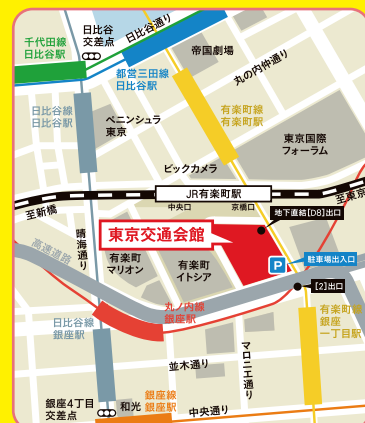 千代田線
日比谷駅
日比谷
交差点
日比谷通り
都営三田線
日比谷駅
帝国劇場
丸の内仲通り
日比谷線
日比谷駅
ペニンシュラ
東京
有楽町線
有楽町駅
東京国際
フォーラム
ビックカメラ
JR有楽町駅
至新橋
中央口
京橋口
至東京
地下直結[D8]出口
東京交通会館
晴海通り
高速道路
有楽町
マリオン
有楽町
イトシア
P
駐車場出入口
[2]出口
丸ノ内線
銀座駅
日比谷線
銀座駅
有楽町線
銀座
一丁目駅
並木通り
マロニエ通り
銀座4丁目
交差点
和光
銀座線
銀座駅
中央通り